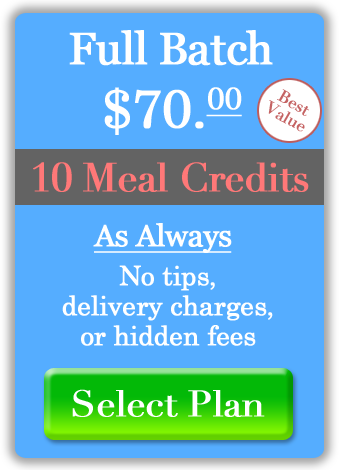 Full Batch
$70.00
Best
Value
10 Meal Credits
As Always
No tips,
delivery charges,
or hidden fees
Select Plan